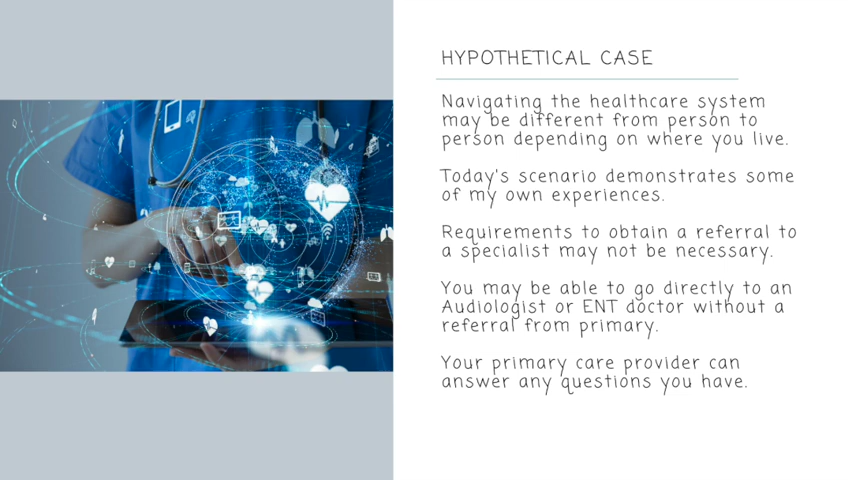 HYPOTHETICAL CASE
Navigating the healthcare system
may be different from person to
person depending on where you live.
Today's scenario demonstrates some
of my own experiences.
Requirements to obtain a referral to
a specialist may not be necessary.
You may be able to go directly to an
Audiologist or ENT doctor without a
referral from primary.
Your primary care provider can
answer any questions you have.